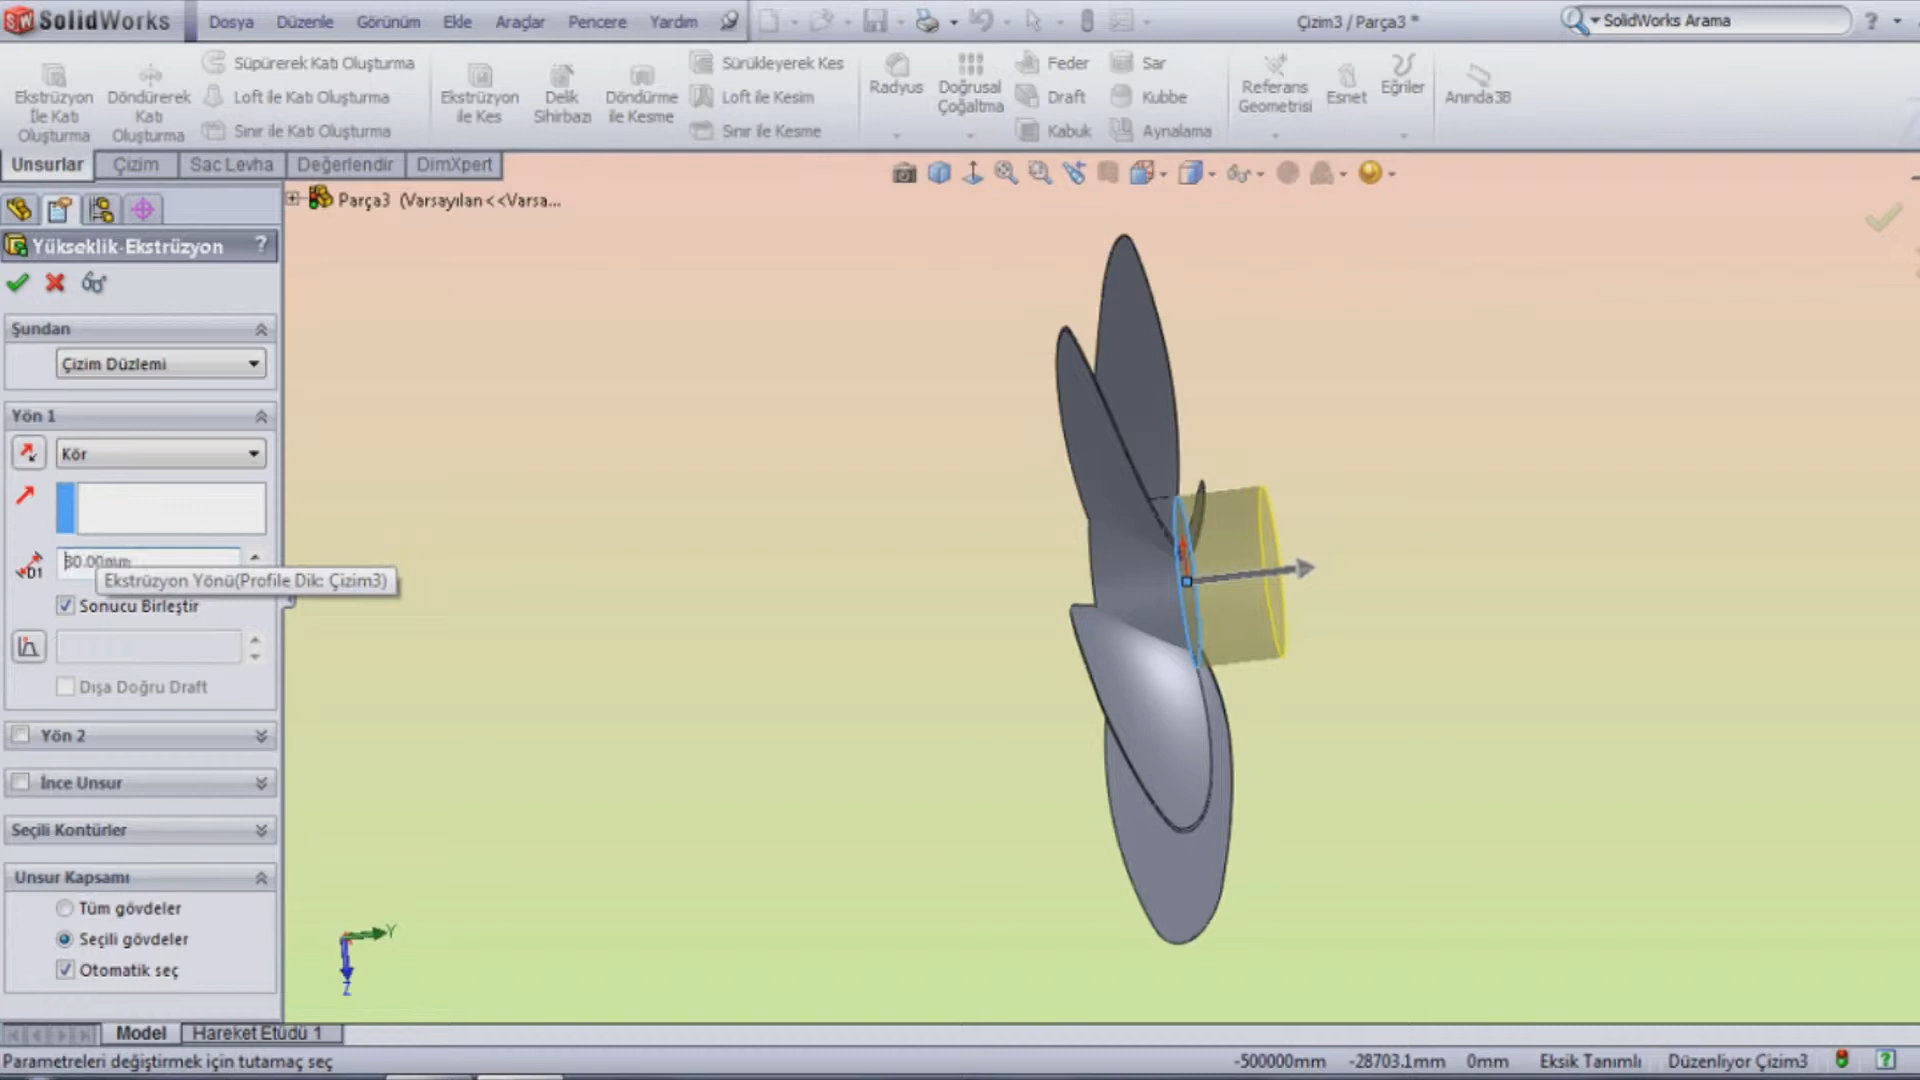 SolidWorks Dosya Düzenle Görünüm Ekle Araçlar Pencere Yardım Çizim3 / Parça3 * SolidWorks Arama ?
Ekstrüzyon İle Katı Oluşturma
Döndürerek Katı Oluşturma
Süpürerek Katı Oluşturma
Loft ile Katı Oluşturma
Sınır ile Katı Oluşturma
Ekstrüzyon ile Kes
Delik Sihirbazı
Döndürme ile Kesme
Sürükleyerek Kes
Loft ile Kesim
Sınır ile Kesme
Radyus
Doğrusal Çoğaltma
Feder
Draft
Kabuk
Sar
Kubbe
Aynalama
Referans Geometrisi
Esnet
Eğriler
Anında3B
Unsurlar Çizim Sac Levha Değerlendir DimXpert
Parça3 (Varsayılan<<Varsa...
Yükseklik-Ekstrüzyon ?
Şundan
Çizim Düzlemi
Yön 1
Kör
D1
30.00mm
Ekstrüzyon Yönü(Profile Dik: Çizim3)
Sonucu Birleştir
Dışa Doğru Draft
Yön 2
İnce Unsur
Seçili Kontürler
Unsur Kapsamı
Tüm gövdeler
Seçili gövdeler
Otomatik seç
Y
Z
Model Hareket Etüdü 1
Parametreleri değiştirmek için tutamaç seç -500000mm -28703.1mm 0mm Eksik Tanımlı Düzenliyor Çizim3 ?